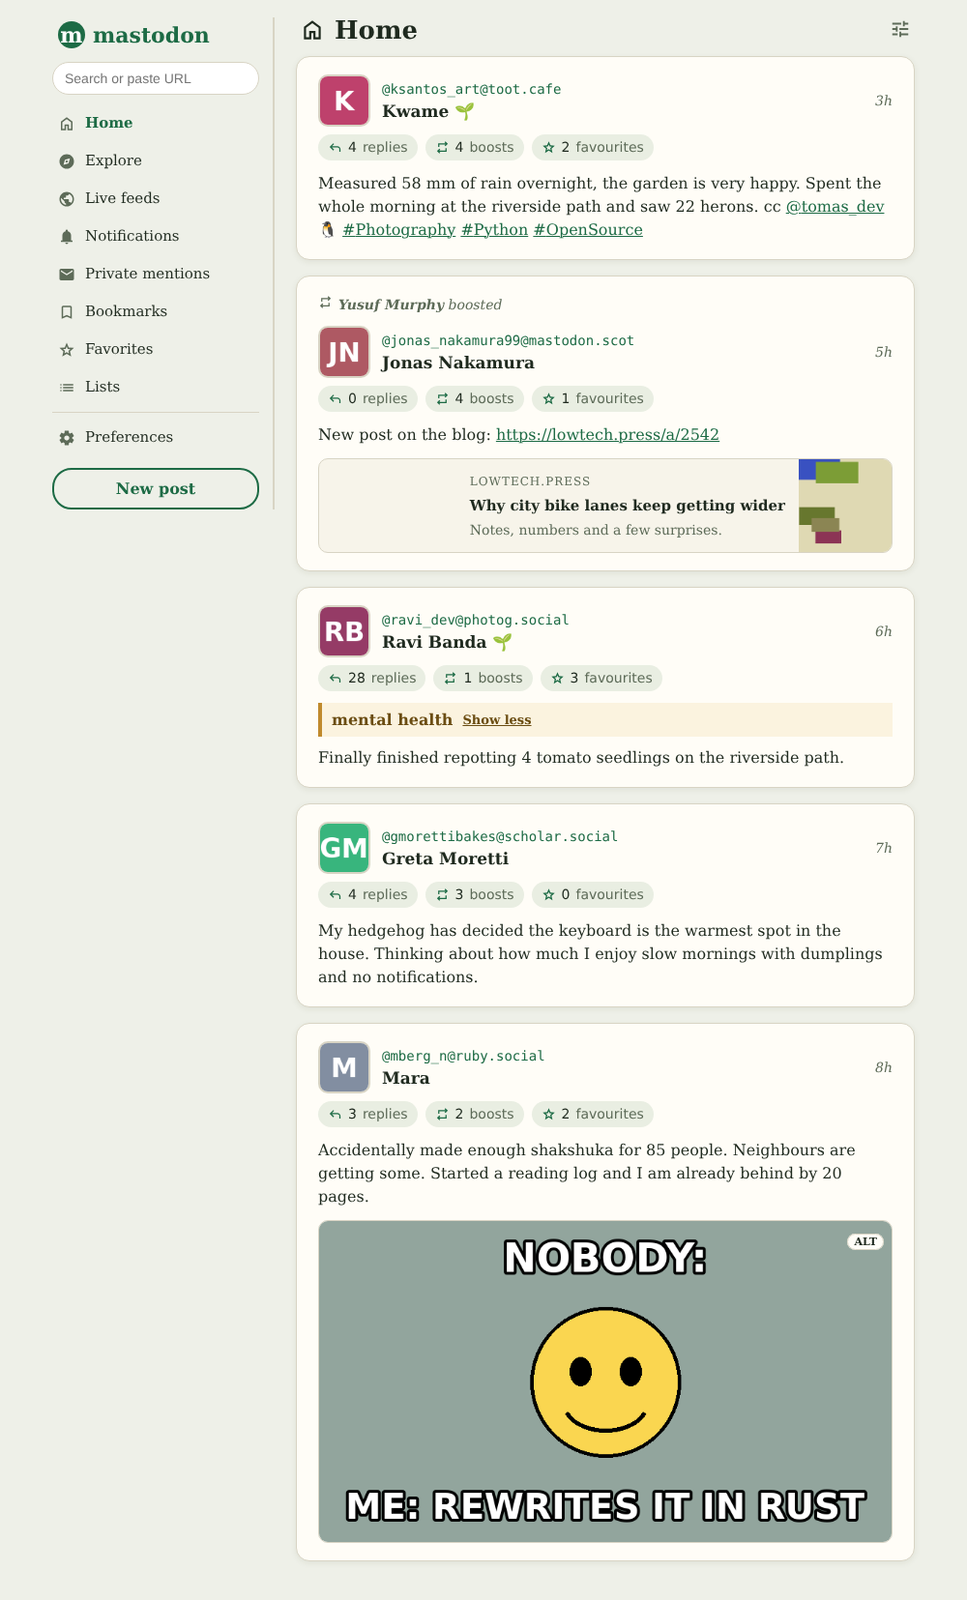 mastodon
Search or paste URL
Home
Explore
Live feeds
Notifications
Private mentions
Bookmarks
Favorites
Lists
Preferences
New post
Home
K
@ksantos_art@toot.cafe
Kwame 🌱
3h
4 replies
4 boosts
2 favourites
Measured 58 mm of rain overnight, the garden is very happy. Spent the
whole morning at the riverside path and saw 22 herons. cc @tomas_dev
🐧 #Photography #Python #OpenSource
Yusuf Murphy boosted
JN
@jonas_nakamura99@mastodon.scot
Jonas Nakamura
5h
0 replies
4 boosts
1 favourites
New post on the blog: https://lowtech.press/a/2542
LOWTECH.PRESS
Why city bike lanes keep getting wider
Notes, numbers and a few surprises.
RB
@ravi_dev@photog.social
Ravi Banda 🌱
6h
28 replies
1 boosts
3 favourites
mental health Show less
Finally finished repotting 4 tomato seedlings on the riverside path.
GM
@gmorettibakes@scholar.social
Greta Moretti
7h
4 replies
3 boosts
0 favourites
My hedgehog has decided the keyboard is the warmest spot in the
house. Thinking about how much I enjoy slow mornings with dumplings
and no notifications.
M
@mberg_n@ruby.social
Mara
8h
3 replies
2 boosts
2 favourites
Accidentally made enough shakshuka for 85 people. Neighbours are
getting some. Started a reading log and I am already behind by 20
pages.
NOBODY:
ALT
ME: REWRITES IT IN RUST